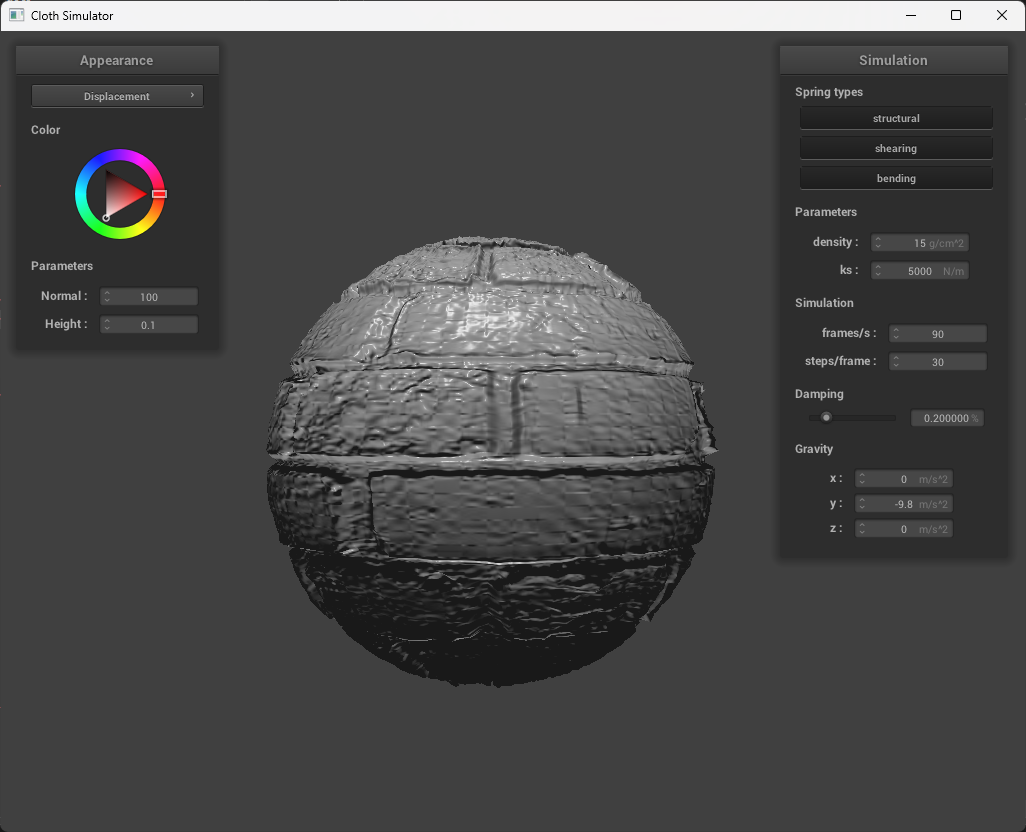 Cloth Simulator
Appearance
Displacement
Color
Parameters
Normal : 100
Height : 0.1
Simulation
Spring types
structural
shearing
bending
Parameters
density : 15 g/cm^2
ks : 5000 N/m
Simulation
frames/s : 90
steps/frame : 30
Damping
0.200000 %
Gravity
x : 0 m/s^2
y : -9.8 m/s^2
z : 0 m/s^2